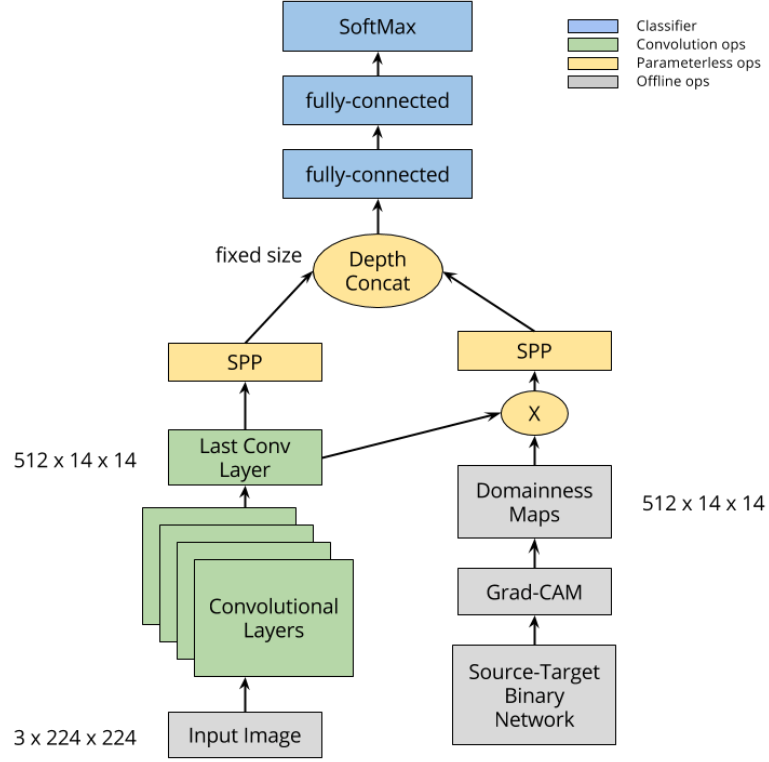 SoftMax
Classifier
Convolution ops
Parameterless ops
Offline ops
fully-connected
fully-connected
fixed size
Depth
Concat
SPP
SPP
X
Last Conv
Layer
512 x 14 x 14
Domainness
Maps
512 x 14 x 14
Grad-CAM
Convolutional
Layers
Source-Target
Binary
Network
Input Image
3 x 224 x 224